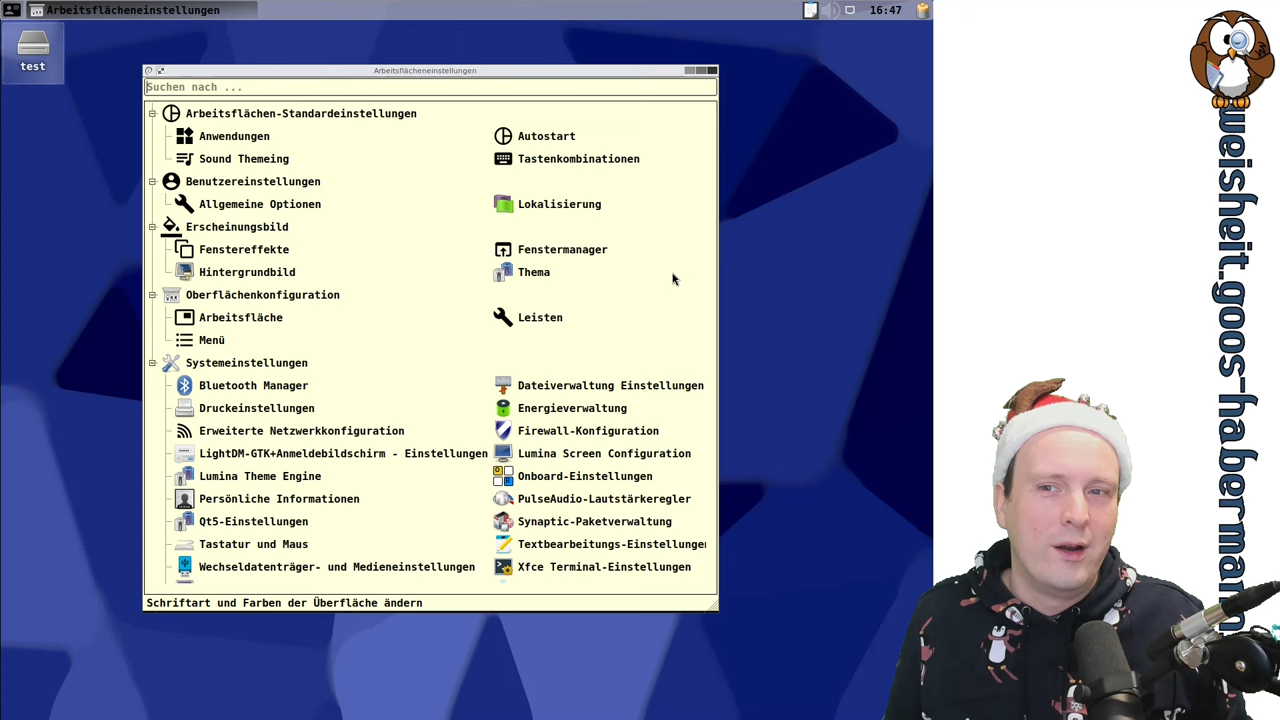 Arbeitsflächeneinstellungen
16:47
test
Arbeitsflächeneinstellungen
Suchen nach ...
Arbeitsflächen-Standardeinstellungen
Anwendungen
Autostart
Sound Themeing
Tastenkombinationen
Benutzereinstellungen
Allgemeine Optionen
Lokalisierung
Erscheinungsbild
Fenstereffekte
Fenstermanager
Hintergrundbild
Thema
Oberflächenkonfiguration
Arbeitsfläche
Leisten
Menü
Systemeinstellungen
Bluetooth Manager
Dateiverwaltung Einstellungen
Druckeinstellungen
Energieverwaltung
Erweiterte Netzwerkkonfiguration
Firewall-Konfiguration
LightDM-GTK+Anmeldebildschirm - Einstellungen
Lumina Screen Configuration
Lumina Theme Engine
Onboard-Einstellungen
Persönliche Informationen
PulseAudio-Lautstärkeregler
Qt5-Einstellungen
Synaptic-Paketverwaltung
Tastatur und Maus
Textbearbeitungs-Einstellunge
Wechseldatenträger- und Medieneinstellungen
Xfce Terminal-Einstellungen
Schriftart und Farben der Überfläche ändern
weisheit.goos-habermann